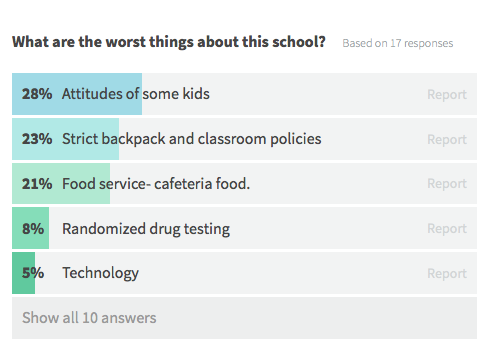 What are the worst things about this school? Based on 17 responses
28% Attitudes of some kids Report
23% Strict backpack and classroom policies Report
21% Food service- cafeteria food. Report
8% Randomized drug testing Report
5% Technology Report
Show all 10 answers